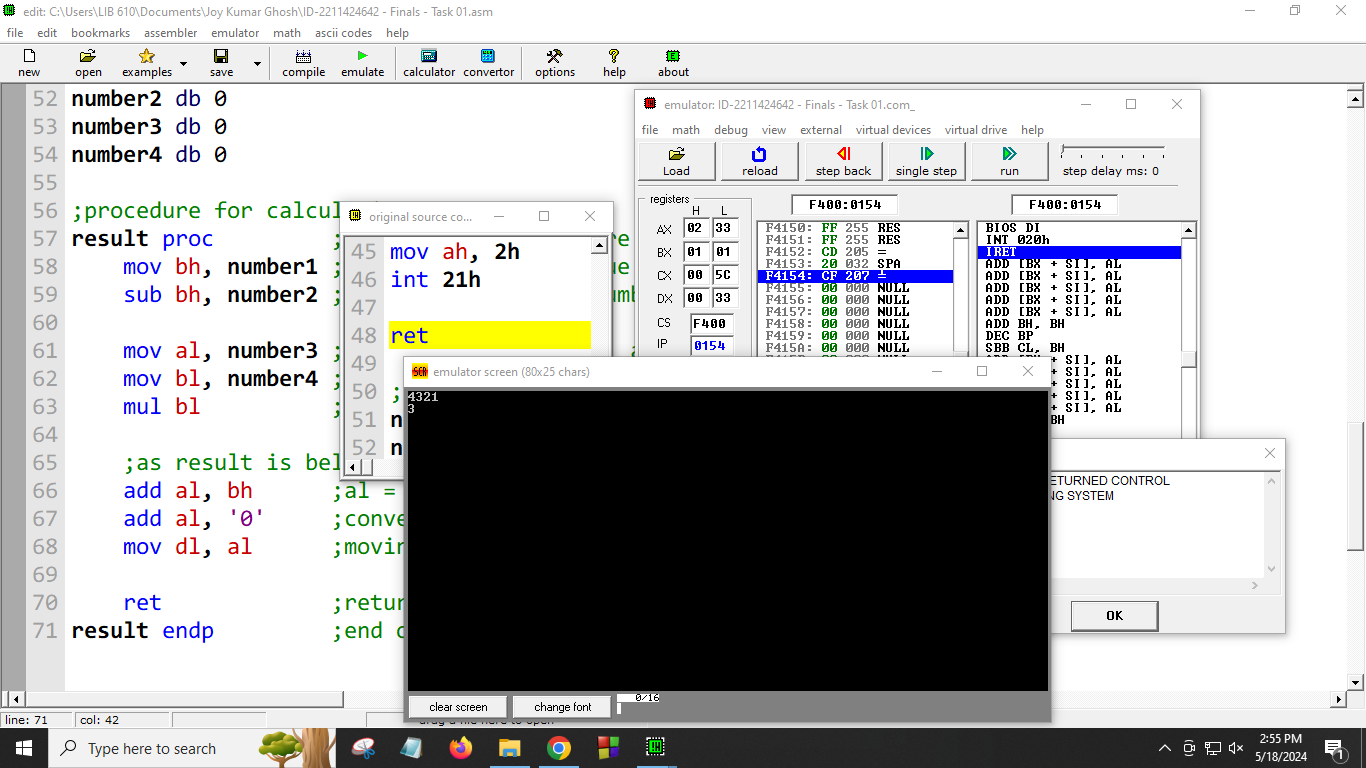 edit: C:\Users\LIB 610\Documents\Joy Kumar Ghosh\ID-2211424642 - Finals - Task 01.asm
file edit bookmarks assembler emulator math ascii codes help
new open examples save compile emulate calculator convertor options help about
52 number2 db 0
53 number3 db 0
54 number4 db 0
55
56 ;procedure for calcul
57 result proc ; re
58 mov bh, number1 ; ue
59 sub bh, number2 ; umb
60
61 mov al, number3 ;
62 mov bl, number4 ;
63 mul bl ;
64
65 ;as result is bel
66 add al, bh ;al =
67 add al, '0' ;conve
68 mov dl, al ;movin
69
70 ret ;retur
71 result endp ;end o
original source co...
45 mov ah, 2h
46 int 21h
47
48 ret
49
50 ;
51 n
52 n
emulator: ID-2211424642 - Finals - Task 01.com_
file math debug view external virtual devices virtual drive help
Load reload step back single step run step delay ms: 0
registers
H L
AX 02 33
BX 01 01
CX 00 5C
DX 00 33
CS F400
IP 0154
F400:0154
F4150: FF 255 RES
F4151: FF 255 RES
F4152: CD 205 =
F4153: 20 032 SPA
F4154: CF 207 ╧
F4155: 00 000 NULL
F4156: 00 000 NULL
F4157: 00 000 NULL
F4158: 00 000 NULL
F4159: 00 000 NULL
F415A: 00 000 NULL
F400:0154
BIOS DI
INT 020h
IRET
ADD [BX + SI], AL
ADD [BX + SI], AL
ADD [BX + SI], AL
ADD [BX + SI], AL
ADD [BX + SI], AL
ADD BH, BH
DEC BP
SBB CL, BH
+ SI], AL
+ SI], AL
+ SI], AL
+ SI], AL
+ SI], AL
BH
emulator screen (80x25 chars)
4321
3
clear screen change font 0/16
ETURNED CONTROL
NG SYSTEM
OK
line: 71 col: 42 drag a file here to open
Type here to search
2:55 PM
5/18/2024
1